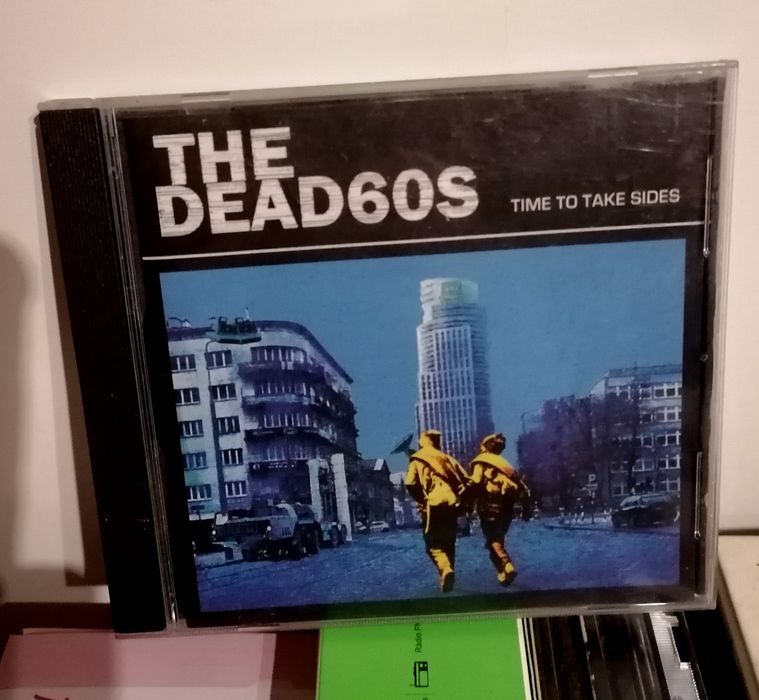 THE
DEAD60S
TIME TO TAKE SIDES